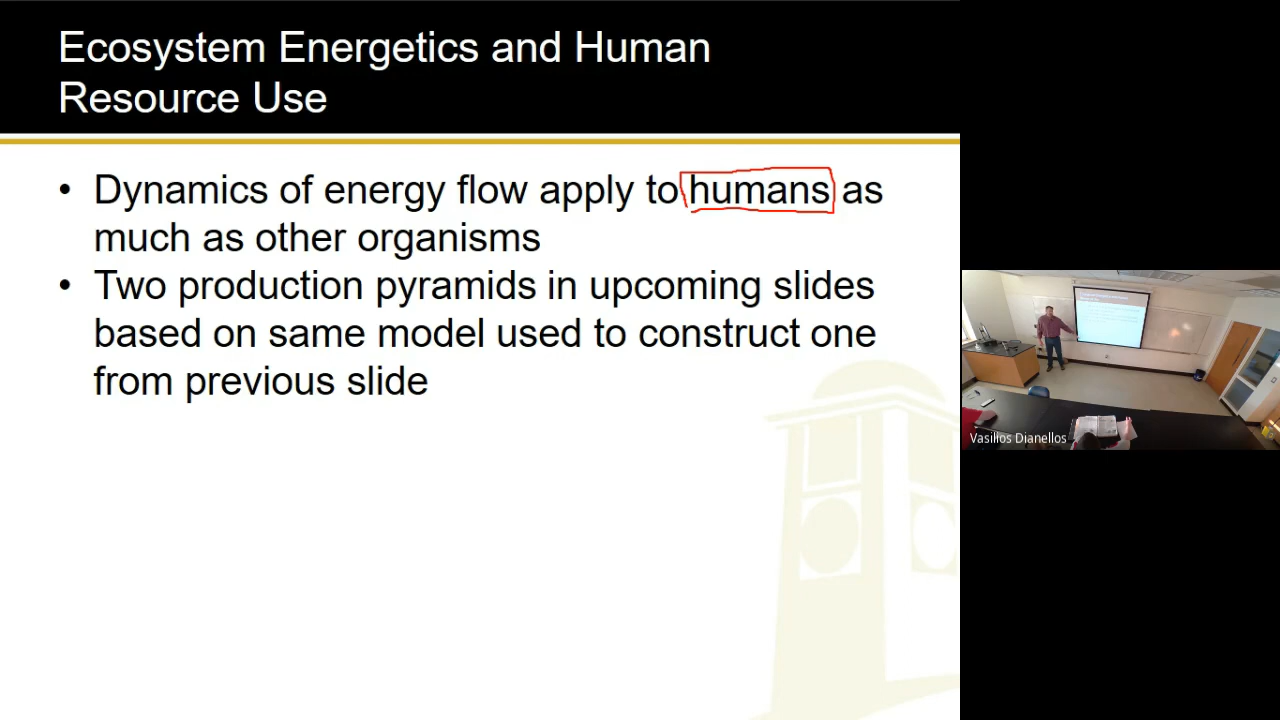 Ecosystem Energetics and Human
Resource Use
• Dynamics of energy flow apply to humans as
much as other organisms
• Two production pyramids in upcoming slides
based on same model used to construct one
from previous slide
Vasilios Dianellos